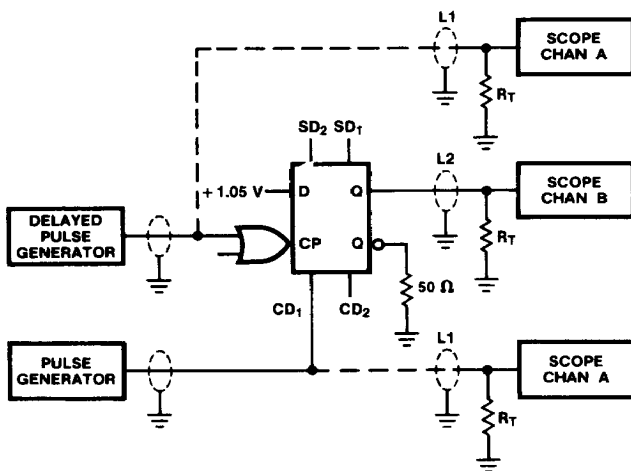 L1
SCOPE
CHAN A
RT
SD2 SD1
L2
+1.05 V
D
Q
SCOPE
CHAN B
RT
DELAYED
PULSE
GENERATOR
CP
Q
50 Ω
CD1
CD2
L1
PULSE
GENERATOR
SCOPE
CHAN A
RT